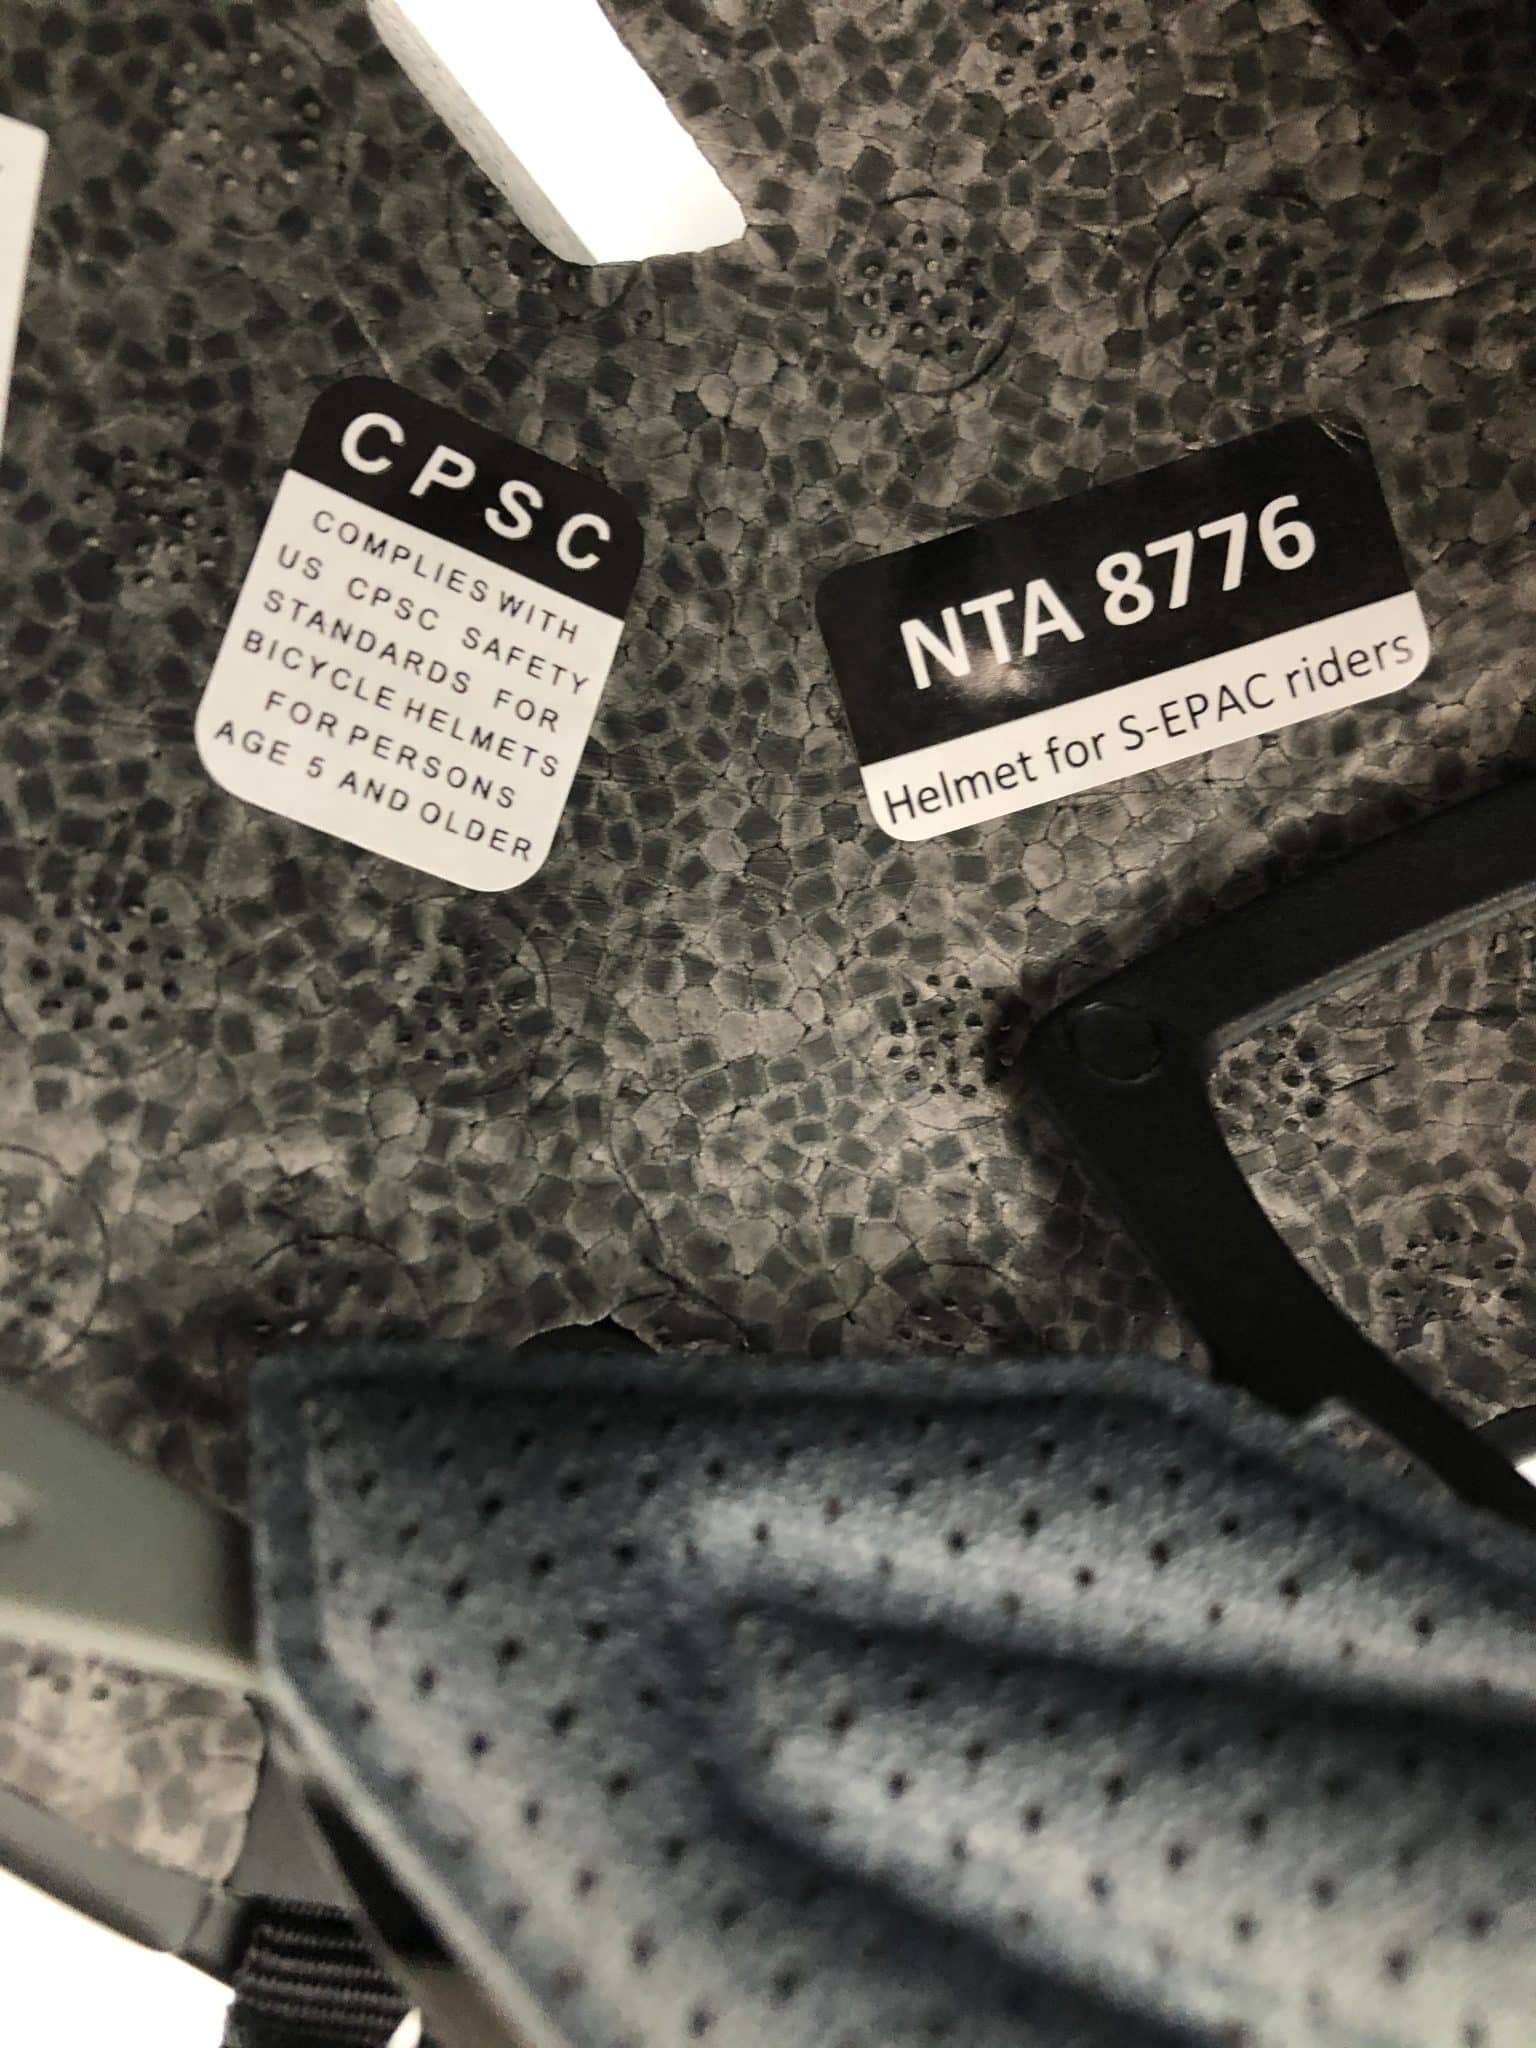 CPSC
COMPLIES WITH
US CPSC SAFETY
STANDARDS FOR
BICYCLE HELMETS
FOR PERSONS
AGE 5 AND OLDER
NTA 8776
Helmet for S-EPAC riders